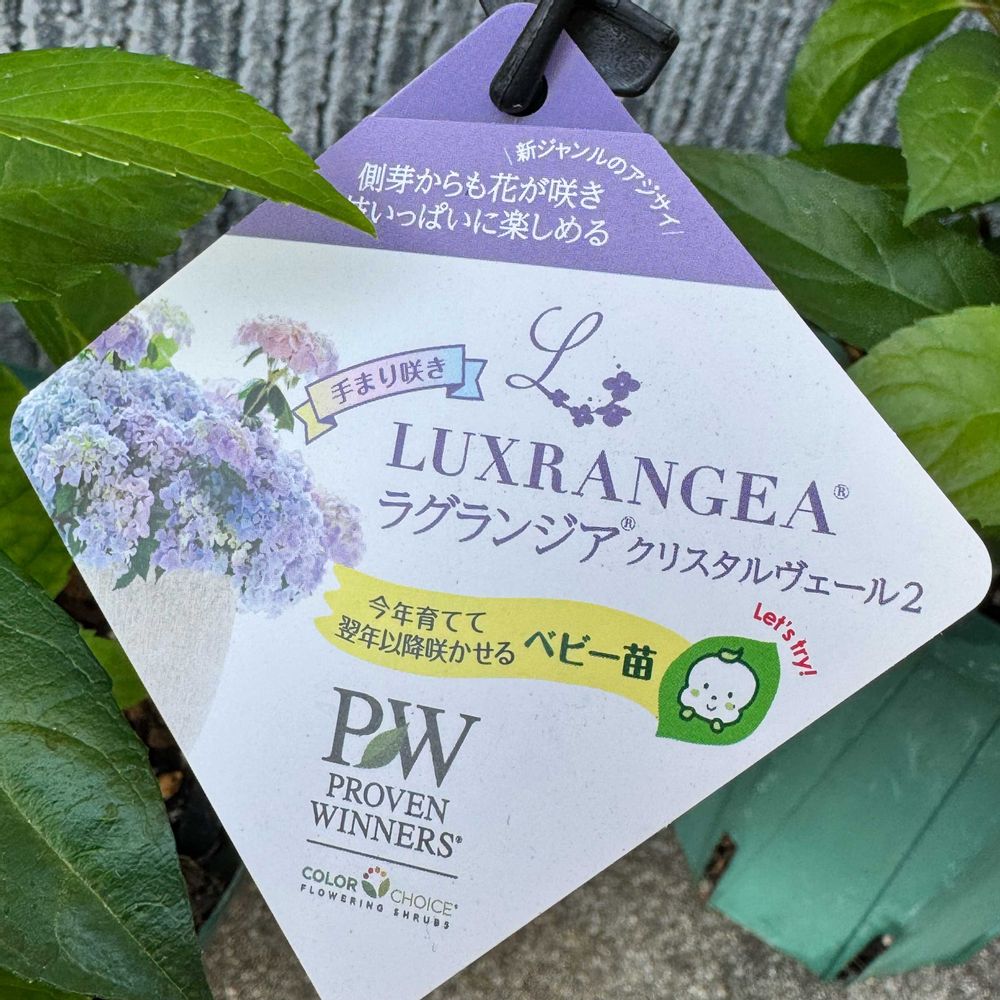 新ジャンルのアジサイ
側芽からも花が咲き
いっぱいに楽しめる
手まり咲き
L
LUXRANGEA®
ラグランジア®クリスタルヴェール2
今年育てて
翌年以降咲かせる
ベビー苗
Let's try!
PW
PROVEN
WINNERS®
COLOR CHOICE®
FLOWERING SHRUBS